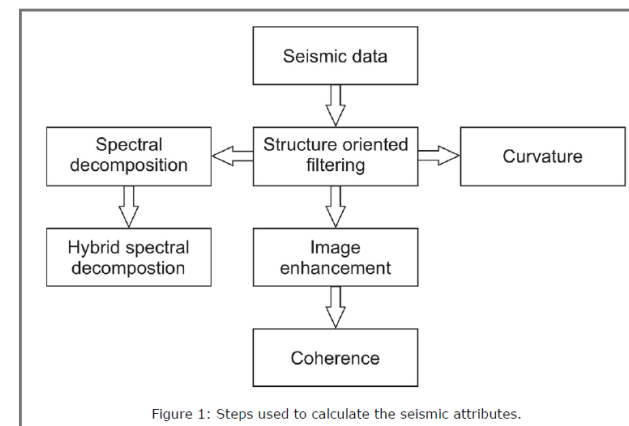 Seismic data
Spectral
decomposition
Structure oriented
filtering
Curvature
Hybrid spectral
decompostion
Image
enhancement
Coherence
Figure 1: Steps used to calculate the seismic attributes.